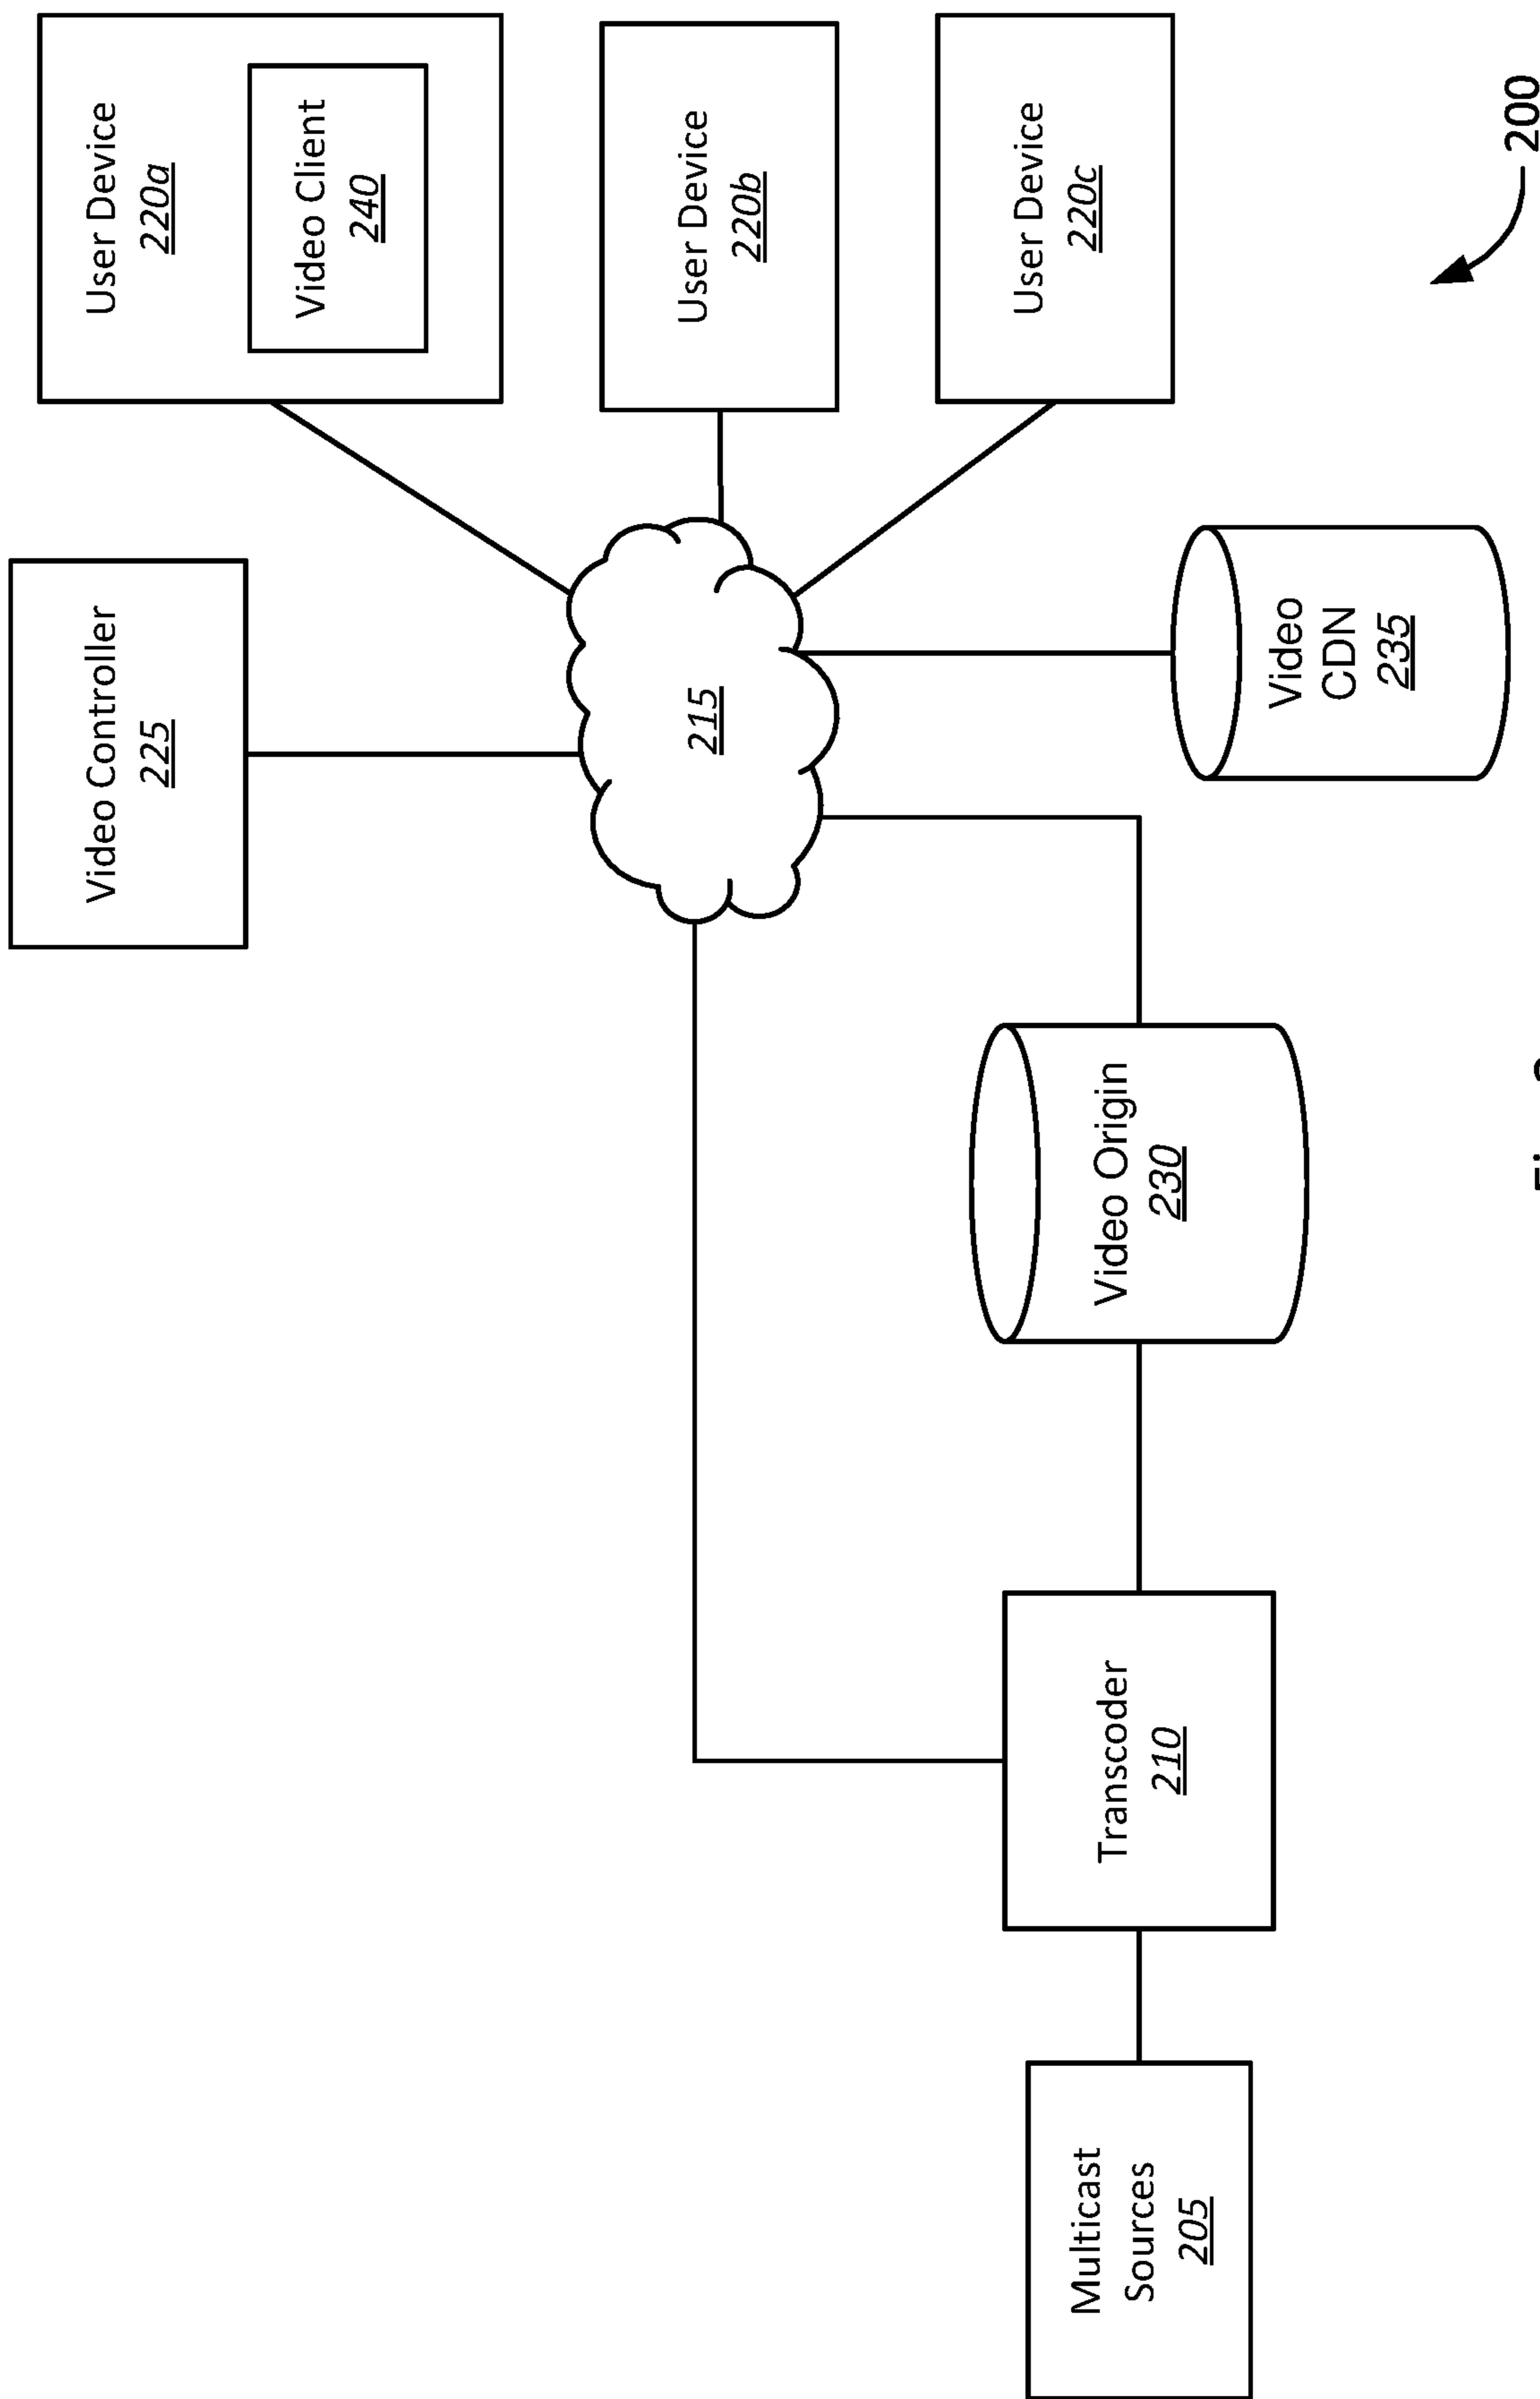 Video Controller
225
User Device
220a
Video Client
240
User Device
220b
User Device
220c
215
Video
CDN
235
Video Origin
230
Transcoder
210
Multicast
Sources
205
200